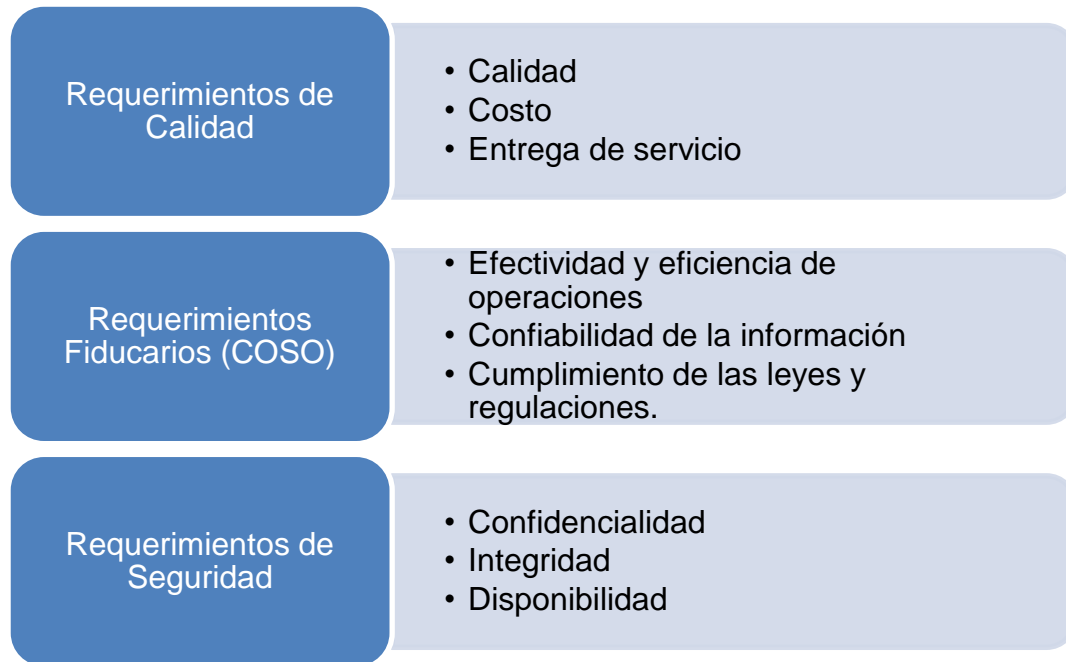 Requerimientos de
Calidad
• Calidad
• Costo
• Entrega de servicio
Requerimientos
Fiducarios (COSO)
• Efectividad y eficiencia de
operaciones
• Confiabilidad de la información
• Cumplimiento de las leyes y
regulaciones.
Requerimientos de
Seguridad
• Confidencialidad
• Integridad
• Disponibilidad